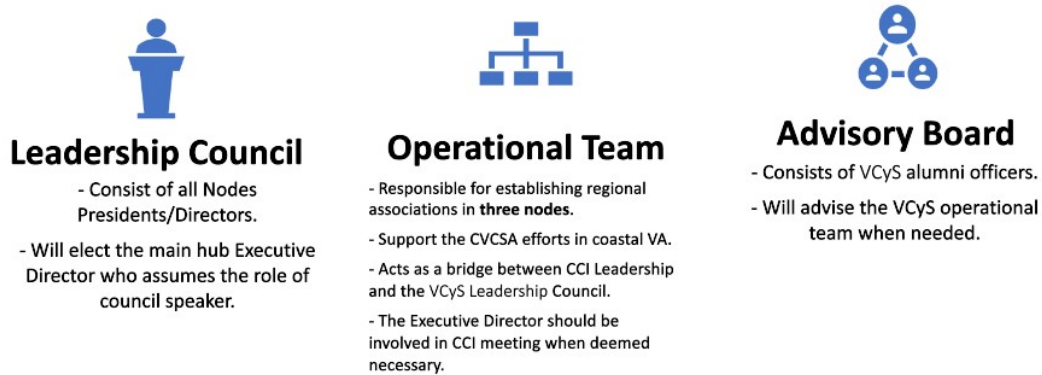 Leadership Council
- Consist of all Nodes
Presidents/Directors.
- Will elect the main hub Executive
Director who assumes the role of
council speaker.
Operational Team
- Responsible for establishing regional
associations in three nodes.
- Support the CVCSA efforts in coastal VA.
- Acts as a bridge between CCI Leadership
and the VCyS Leadership Council.
- The Executive Director should be
involved in CCI meeting when deemed
necessary.
Advisory Board
- Consists of VCyS alumni officers.
- Will advise the VCyS operational
team when needed.